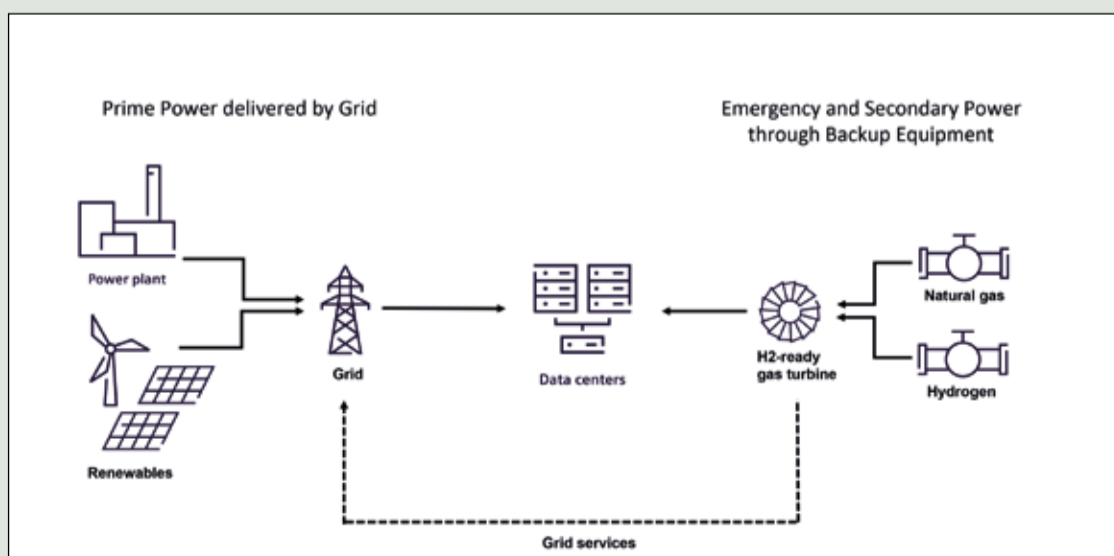 Prime Power delivered by Grid
Emergency and Secondary Power
through Backup Equipment
Power plant
Renewables
Grid
Data centers
H2-ready
gas turbine
Natural gas
Hydrogen
Grid services